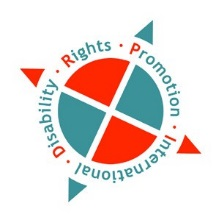 Disability · Rights · Promotion · International ·